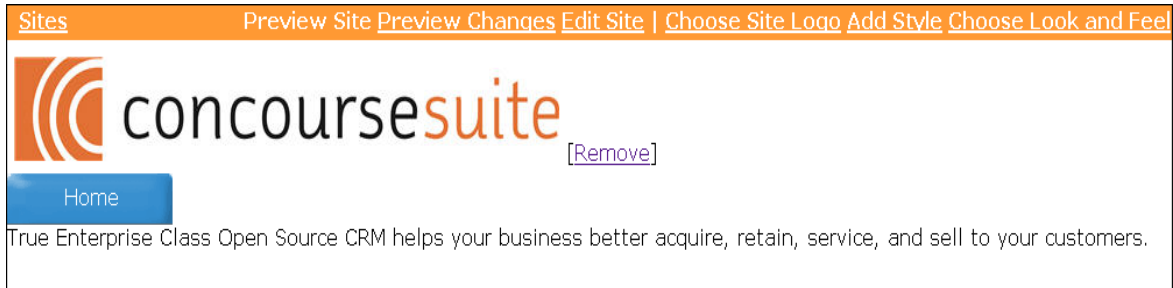 Sites Preview Site Preview Changes Edit Site | Choose Site Logo Add Style Choose Look and Feel
concoursesuite
[Remove]
Home
True Enterprise Class Open Source CRM helps your business better acquire, retain, service, and sell to your customers.